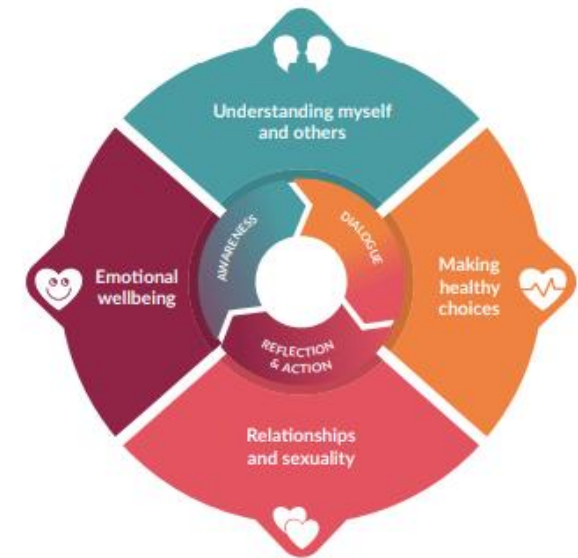 Understanding myself
and others
AWARENESS
DIALOGUE
Emotional
wellbeing
Making
healthy
choices
REFLECTION
& ACTION
Relationships
and sexuality